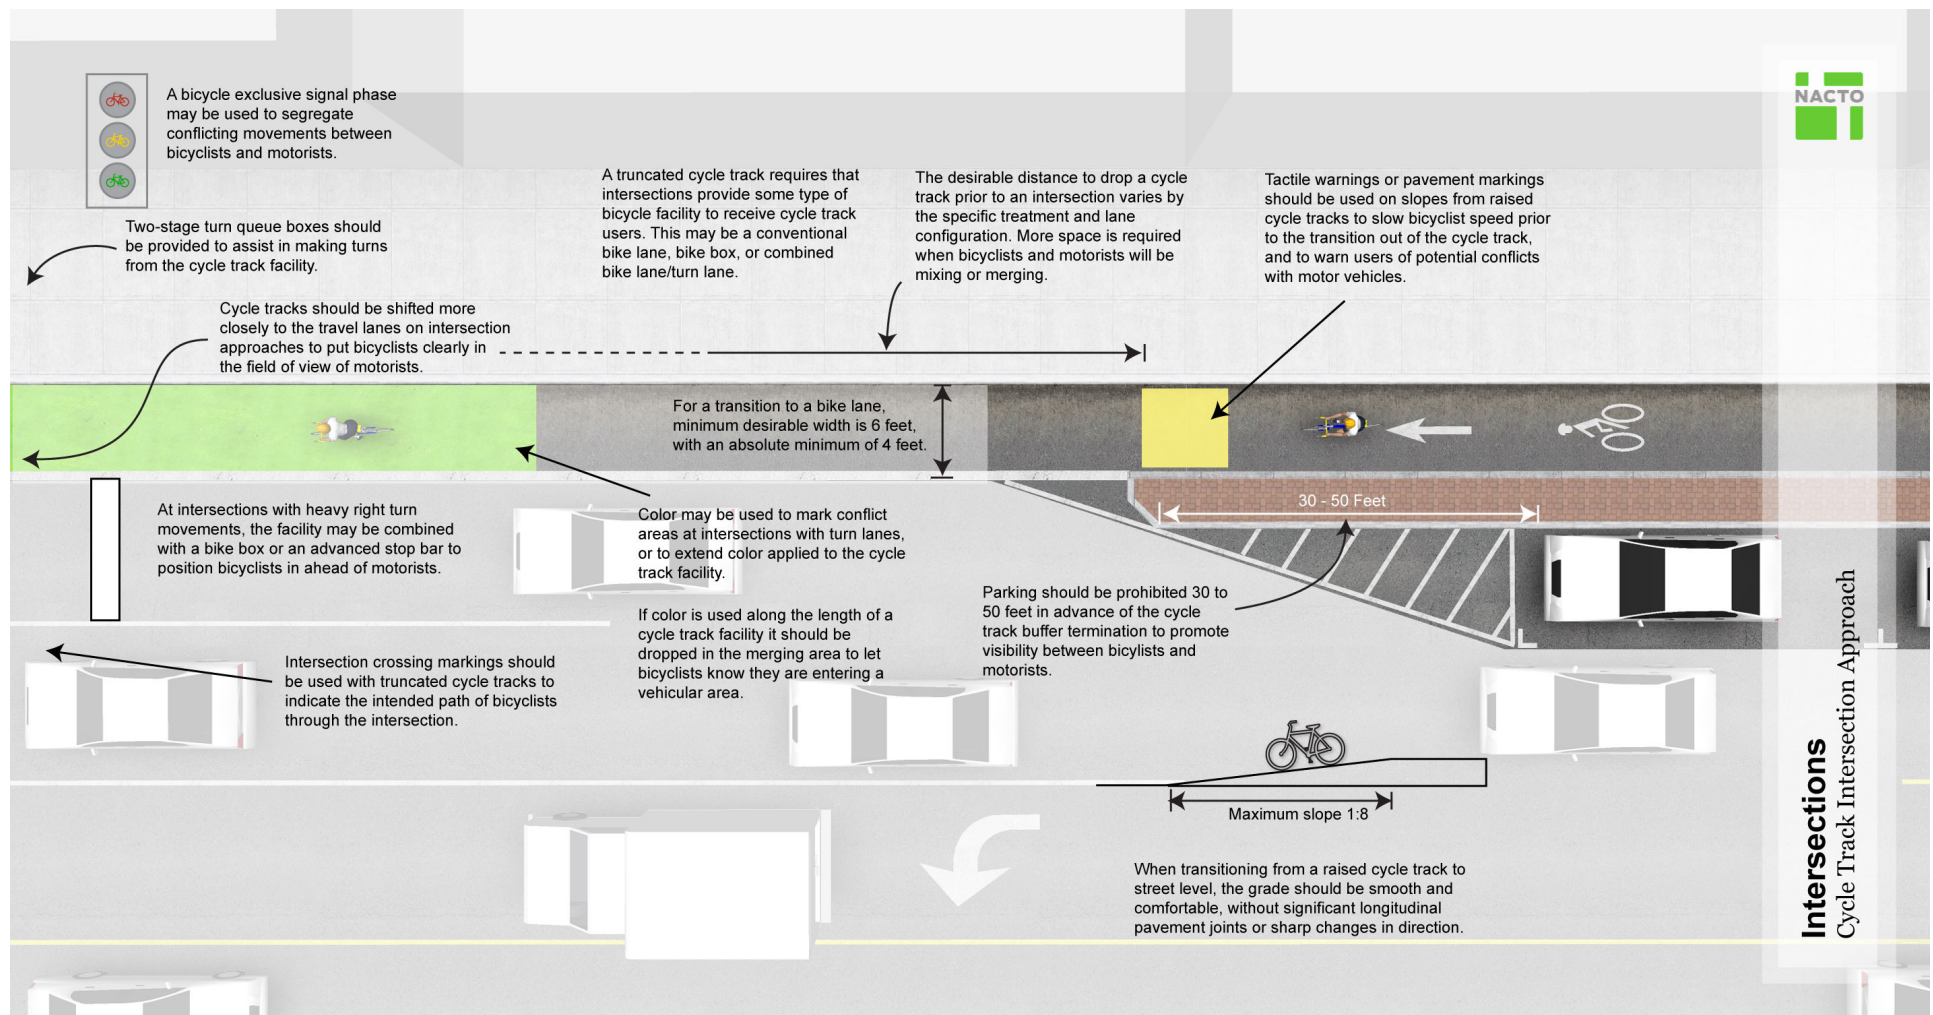 A bicycle exclusive signal phase
may be used to segregate
conflicting movements between
bicyclists and motorists.
NACTO
Two-stage turn queue boxes should
be provided to assist in making turns
from the cycle track facility.
A truncated cycle track requires that
intersections provide some type of
bicycle facility to receive cycle track
users. This may be a conventional
bike lane, bike box, or combined
bike lane/turn lane.
The desirable distance to drop a cycle
track prior to an intersection varies by
the specific treatment and lane
configuration. More space is required
when bicyclists and motorists will be
mixing or merging.
Tactile warnings or pavement markings
should be used on slopes from raised
cycle tracks to slow bicyclist speed prior
to the transition out of the cycle track,
and to warn users of potential conflicts
with motor vehicles.
Cycle tracks should be shifted more
closely to the travel lanes on intersection
approaches to put bicyclists clearly in
the field of view of motorists.
For a transition to a bike lane,
minimum desirable width is 6 feet,
with an absolute minimum of 4 feet.
30 - 50 Feet
At intersections with heavy right turn
movements, the facility may be combined
with a bike box or an advanced stop bar to
position bicyclists in ahead of motorists.
Color may be used to mark conflict
areas at intersections with turn lanes,
or to extend color applied to the cycle
track facility.
If color is used along the length of a
cycle track facility it should be
dropped in the merging area to let
bicyclists know they are entering a
vehicular area.
Parking should be prohibited 30 to
50 feet in advance of the cycle
track buffer termination to promote
visibility between bicylists and
motorists.
Intersection crossing markings should
be used with truncated cycle tracks to
indicate the intended path of bicyclists
through the intersection.
Maximum slope 1:8
When transitioning from a raised cycle track to
street level, the grade should be smooth and
comfortable, without significant longitudinal
pavement joints or sharp changes in direction.
Intersections
Cycle Track Intersection Approach